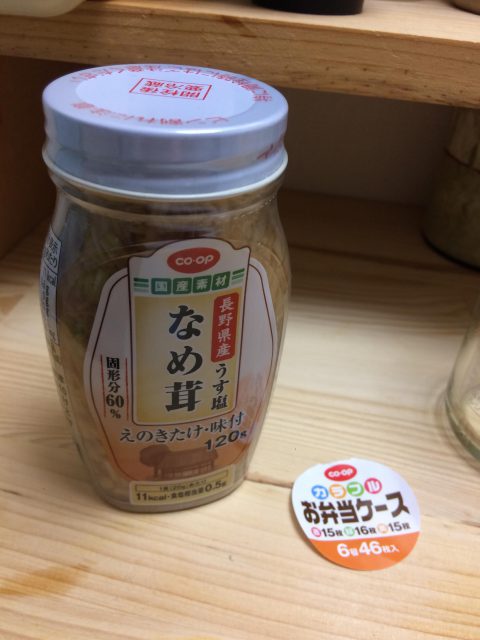 開栓後
要冷蔵
co·op
国産素材
長野県産
うす塩
なめ茸
固形分60%
えのきたけ・味付
120g
11kcal・食塩相当量0.5g
co·op
カラフル
お弁当ケース
15枚 16枚 15枚
6号 46枚入